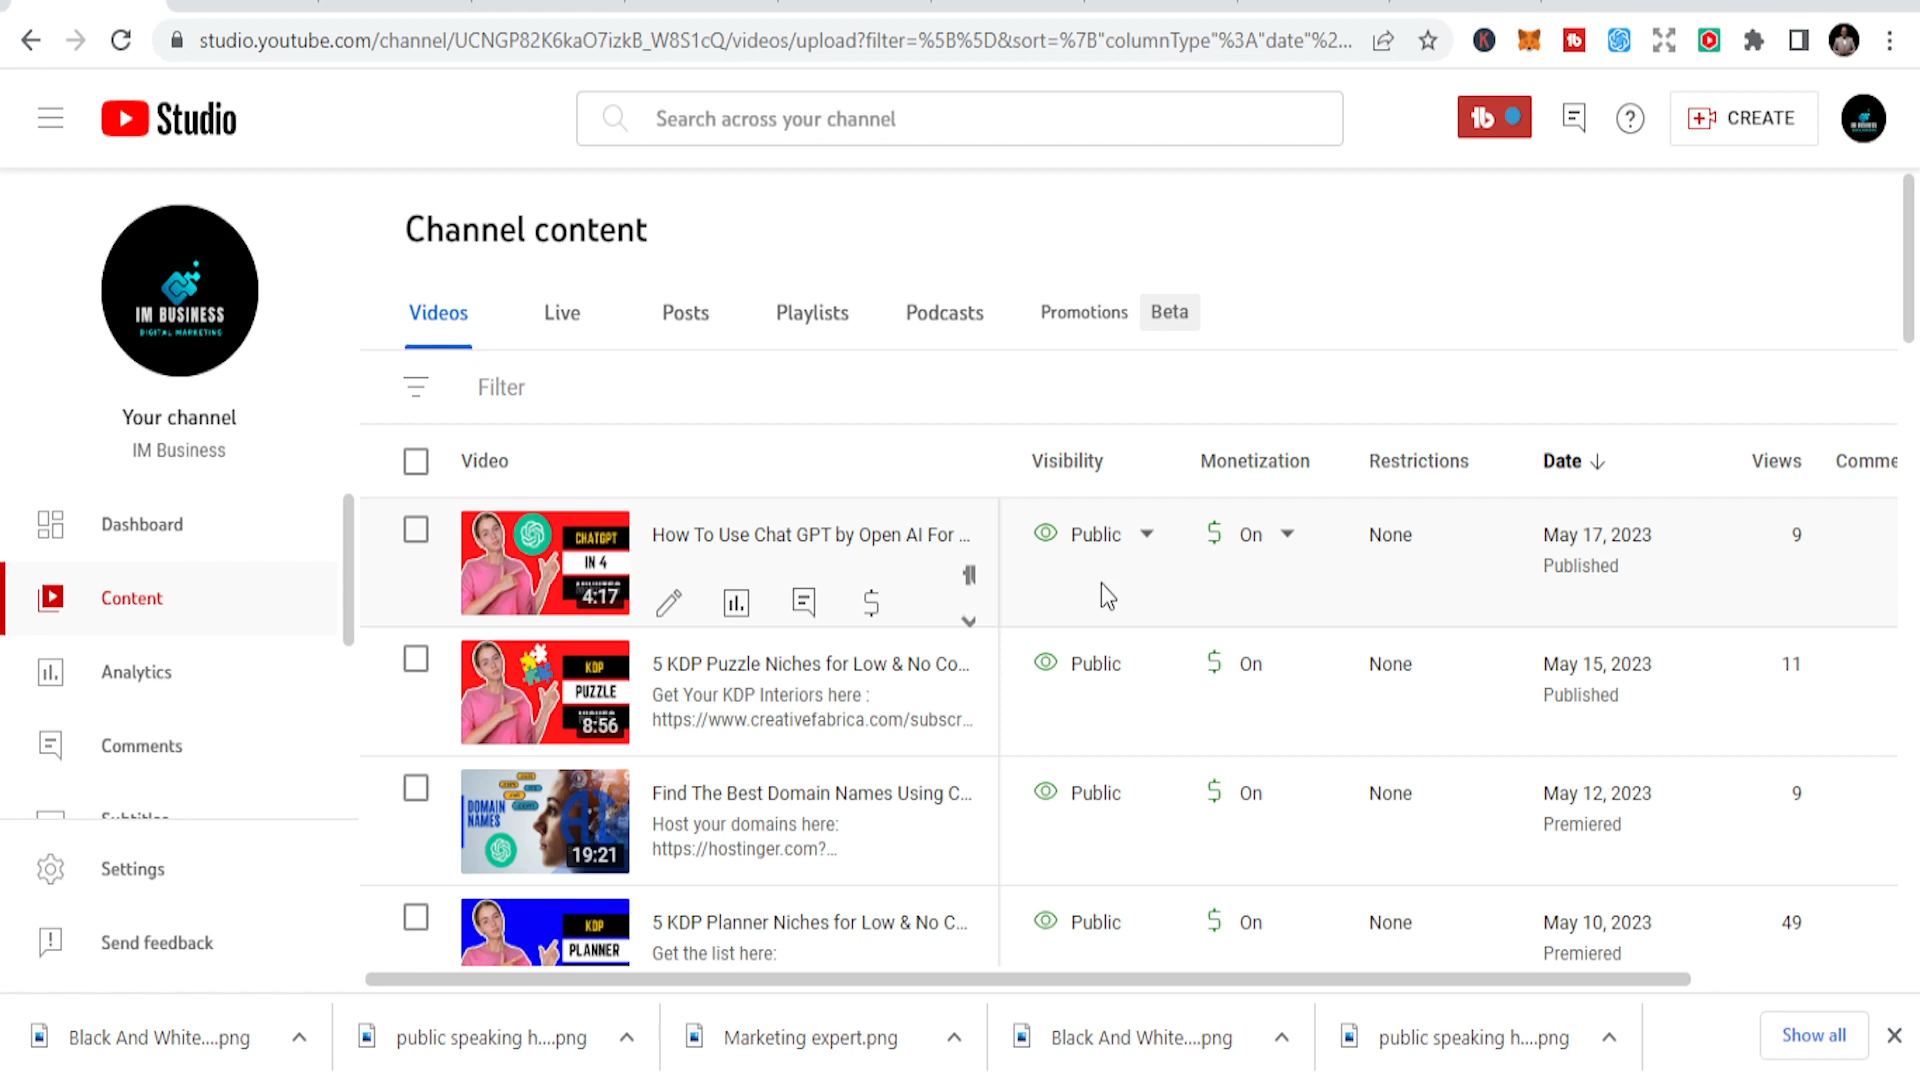 studio.youtube.com/channel/UCNGP82K6kaO7izkB_W8S1cQ/videos/upload?filter=%5B%5D&sort=%7B"columnType"%3A"date"%2...
Studio
Search across your channel
CREATE
IM BUSINESS
DIGITAL MARKETING
Your channel
IM Business
Dashboard
Content
Analytics
Comments
Subtitles
Settings
Send feedback
Channel content
Videos
Live
Posts
Playlists
Podcasts
Promotions
Beta
Filter
Video
Visibility
Monetization
Restrictions
Date
Views
Comme
CHATGPT
IN 4
MINUTES
4:17
How To Use Chat GPT by Open AI For ...
Public
On
None
May 17, 2023
Published
9
KDP
PUZZLE
NICHES
8:56
5 KDP Puzzle Niches for Low & No Co...
Get Your KDP Interiors here :
https://www.creativefabrica.com/subscr...
Public
On
None
May 15, 2023
Published
11
DOMAIN
NAMES
19:21
Find The Best Domain Names Using C...
Host your domains here:
https://hostinger.com?...
Public
On
None
May 12, 2023
Premiered
9
KDP
PLANNER
5 KDP Planner Niches for Low & No C...
Get the list here:
Public
On
None
May 10, 2023
Premiered
49
Black And White....png
public speaking h....png
Marketing expert.png
Black And White....png
public speaking h....png
Show all